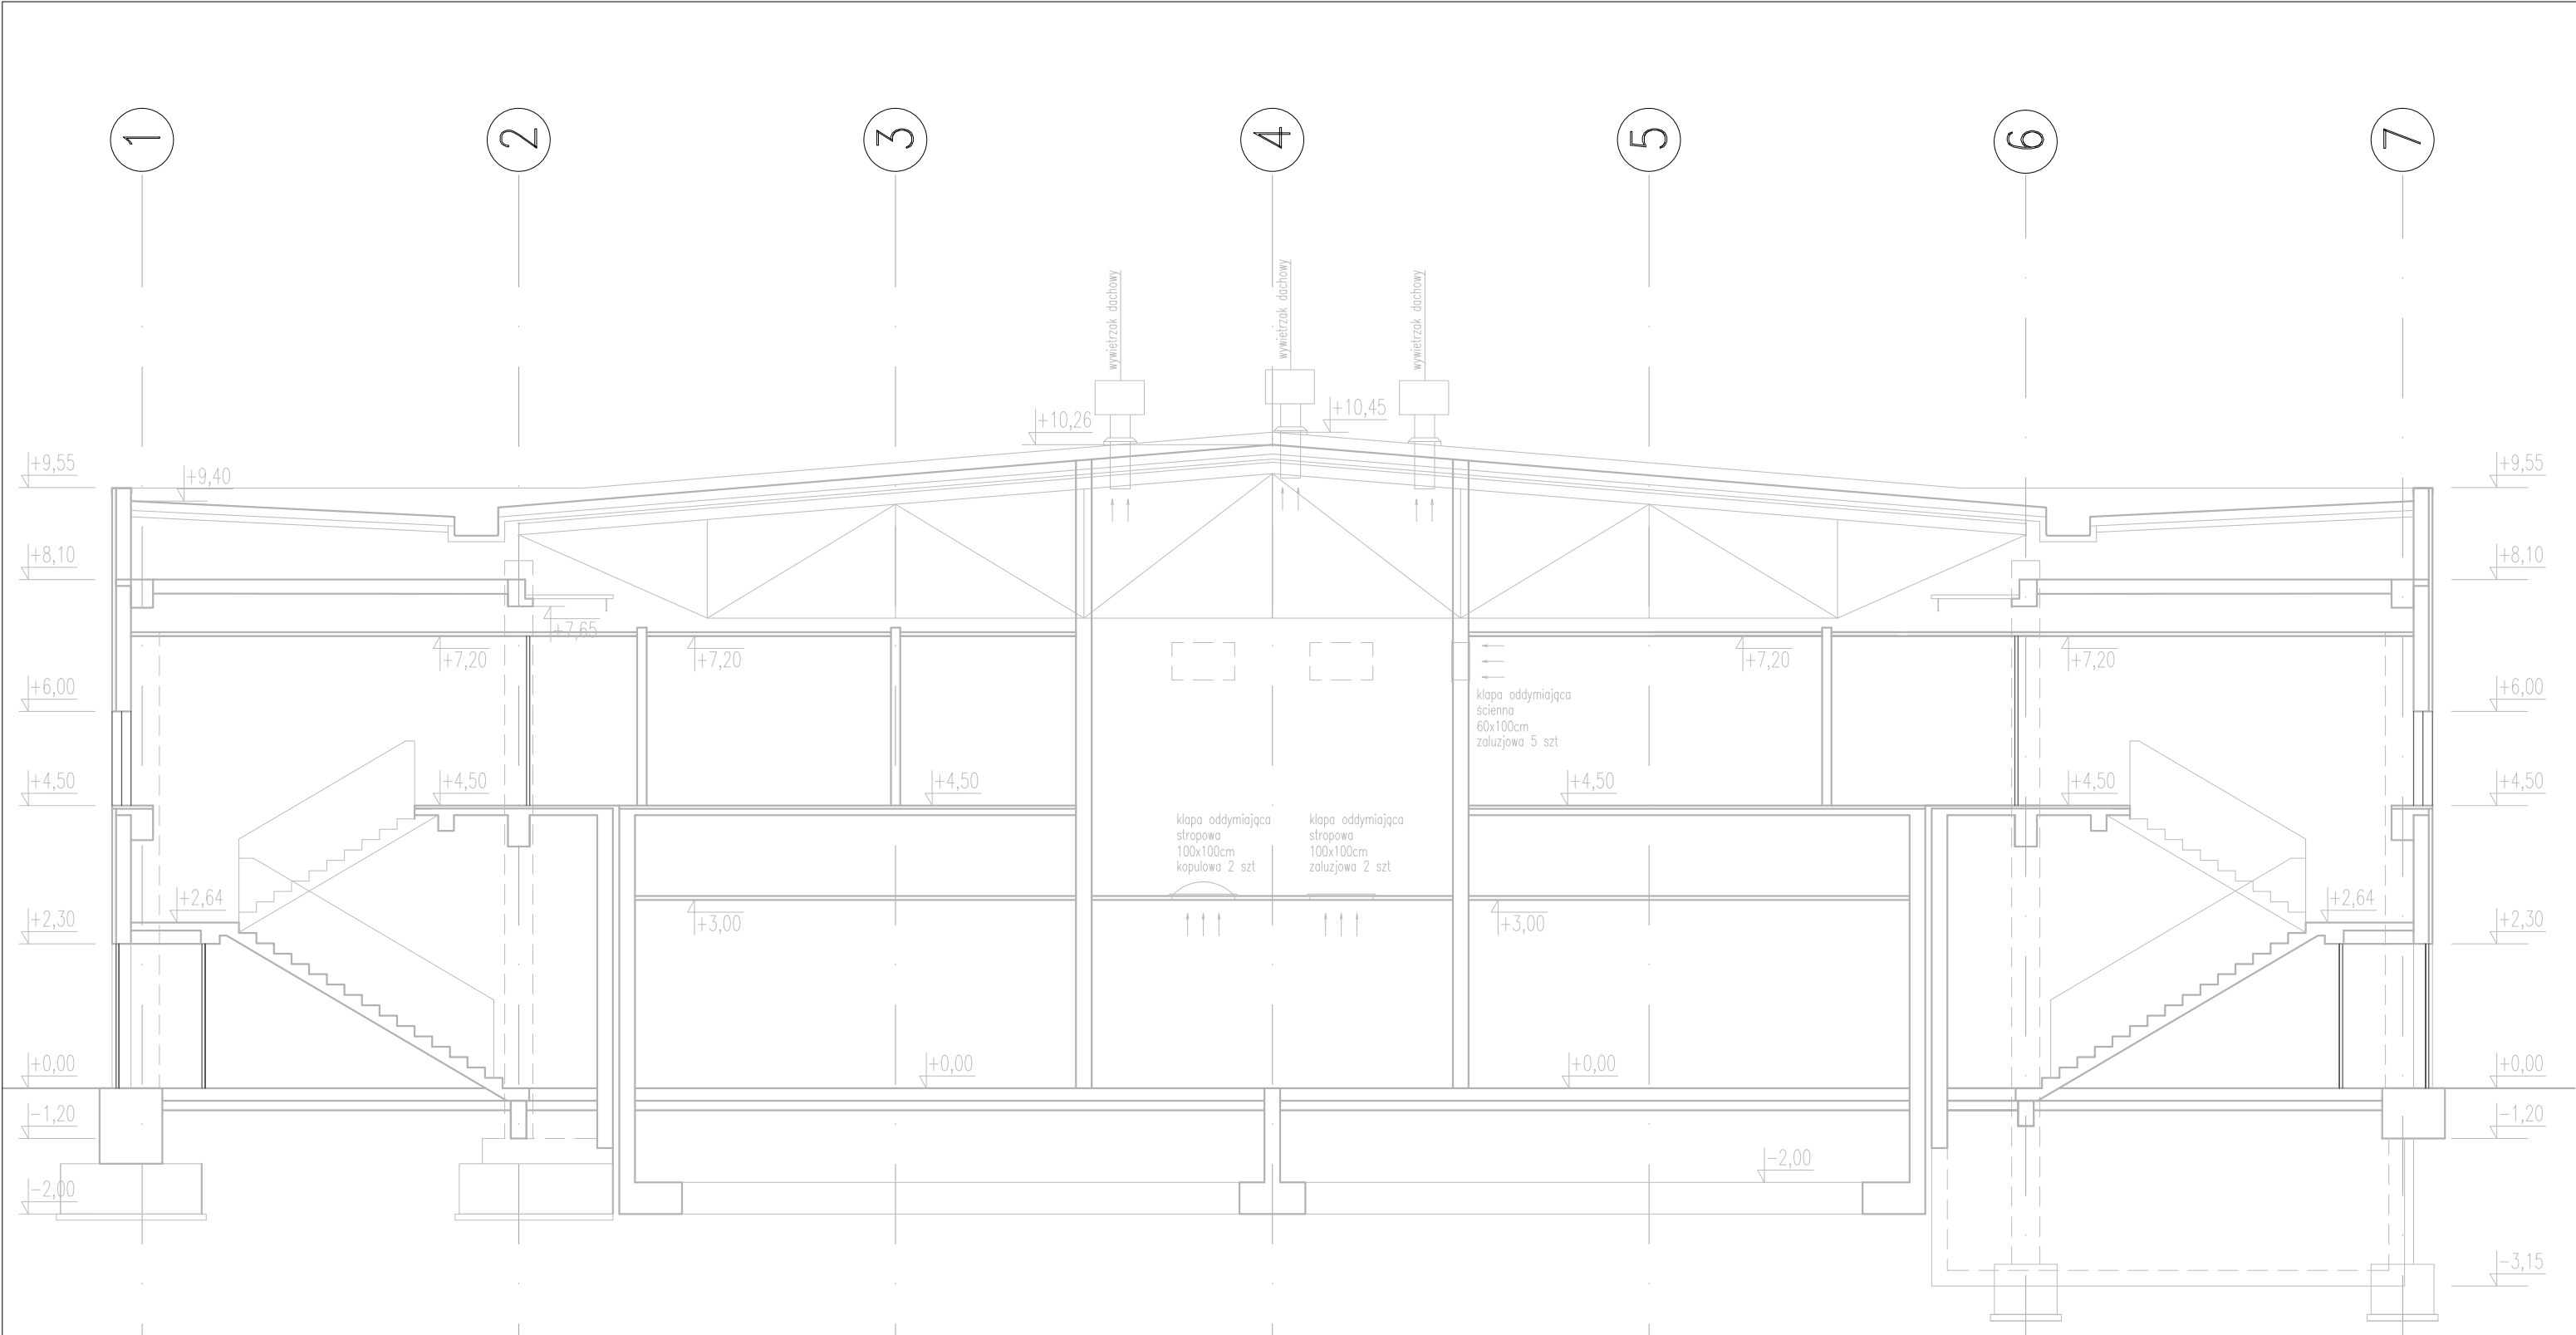 1
2
3
4
5
6
7
wywietrzak dachowy
wywietrzak dachowy
wywietrzak dachowy
+10,26
+10,45
+9,55
+9,40
+9,55
+8,10
+8,10
+7,65
+7,20
+7,20
+7,20
+7,20
+6,00
+6,00
klapa oddymiająca
ścienna
60x100cm
zaluzjowa 5 szt
+4,50
+4,50
+4,50
+4,50
+4,50
+4,50
klapa oddymiająca
stropowa
100x100cm
kopulowa 2 szt
klapa oddymiająca
stropowa
100x100cm
zaluzjowa 2 szt
+2,64
+2,64
+2,30
+3,00
+3,00
+2,30
+0,00
+0,00
+0,00
+0,00
-1,20
-1,20
-2,00
-2,00
-3,15